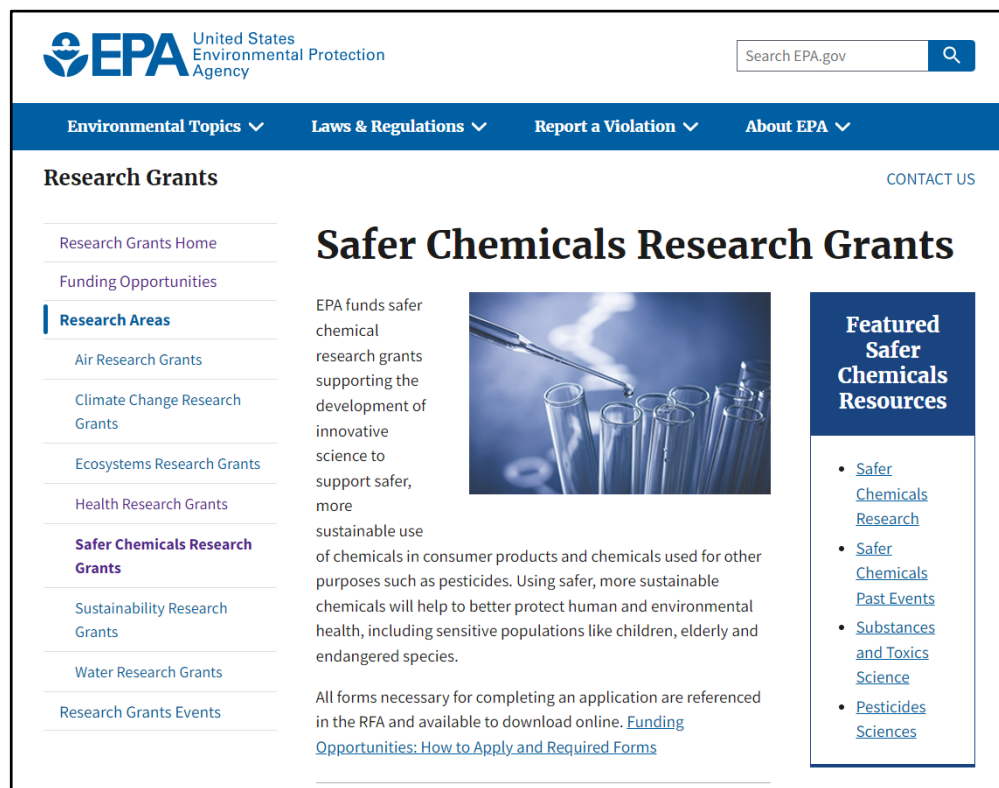 EPA
United States
Environmental Protection
Agency
Search EPA.gov
Environmental Topics
Laws & Regulations
Report a Violation
About EPA
Research Grants
CONTACT US
Research Grants Home
Funding Opportunities
Research Areas
Air Research Grants
Climate Change Research
Grants
Ecosystems Research Grants
Health Research Grants
Safer Chemicals Research
Grants
Sustainability Research
Grants
Water Research Grants
Research Grants Events
Safer Chemicals Research Grants
EPA funds safer
chemical
research grants
supporting the
development of
innovative
science to
support safer,
more
sustainable use
of chemicals in consumer products and chemicals used for other
purposes such as pesticides. Using safer, more sustainable
chemicals will help to better protect human and environmental
health, including sensitive populations like children, elderly and
endangered species.
All forms necessary for completing an application are referenced
in the RFA and available to download online. Funding
Opportunities: How to Apply and Required Forms
Featured
Safer
Chemicals
Resources
• Safer
Chemicals
Research
• Safer
Chemicals
Past Events
• Substances
and Toxics
Science
• Pesticides
Sciences